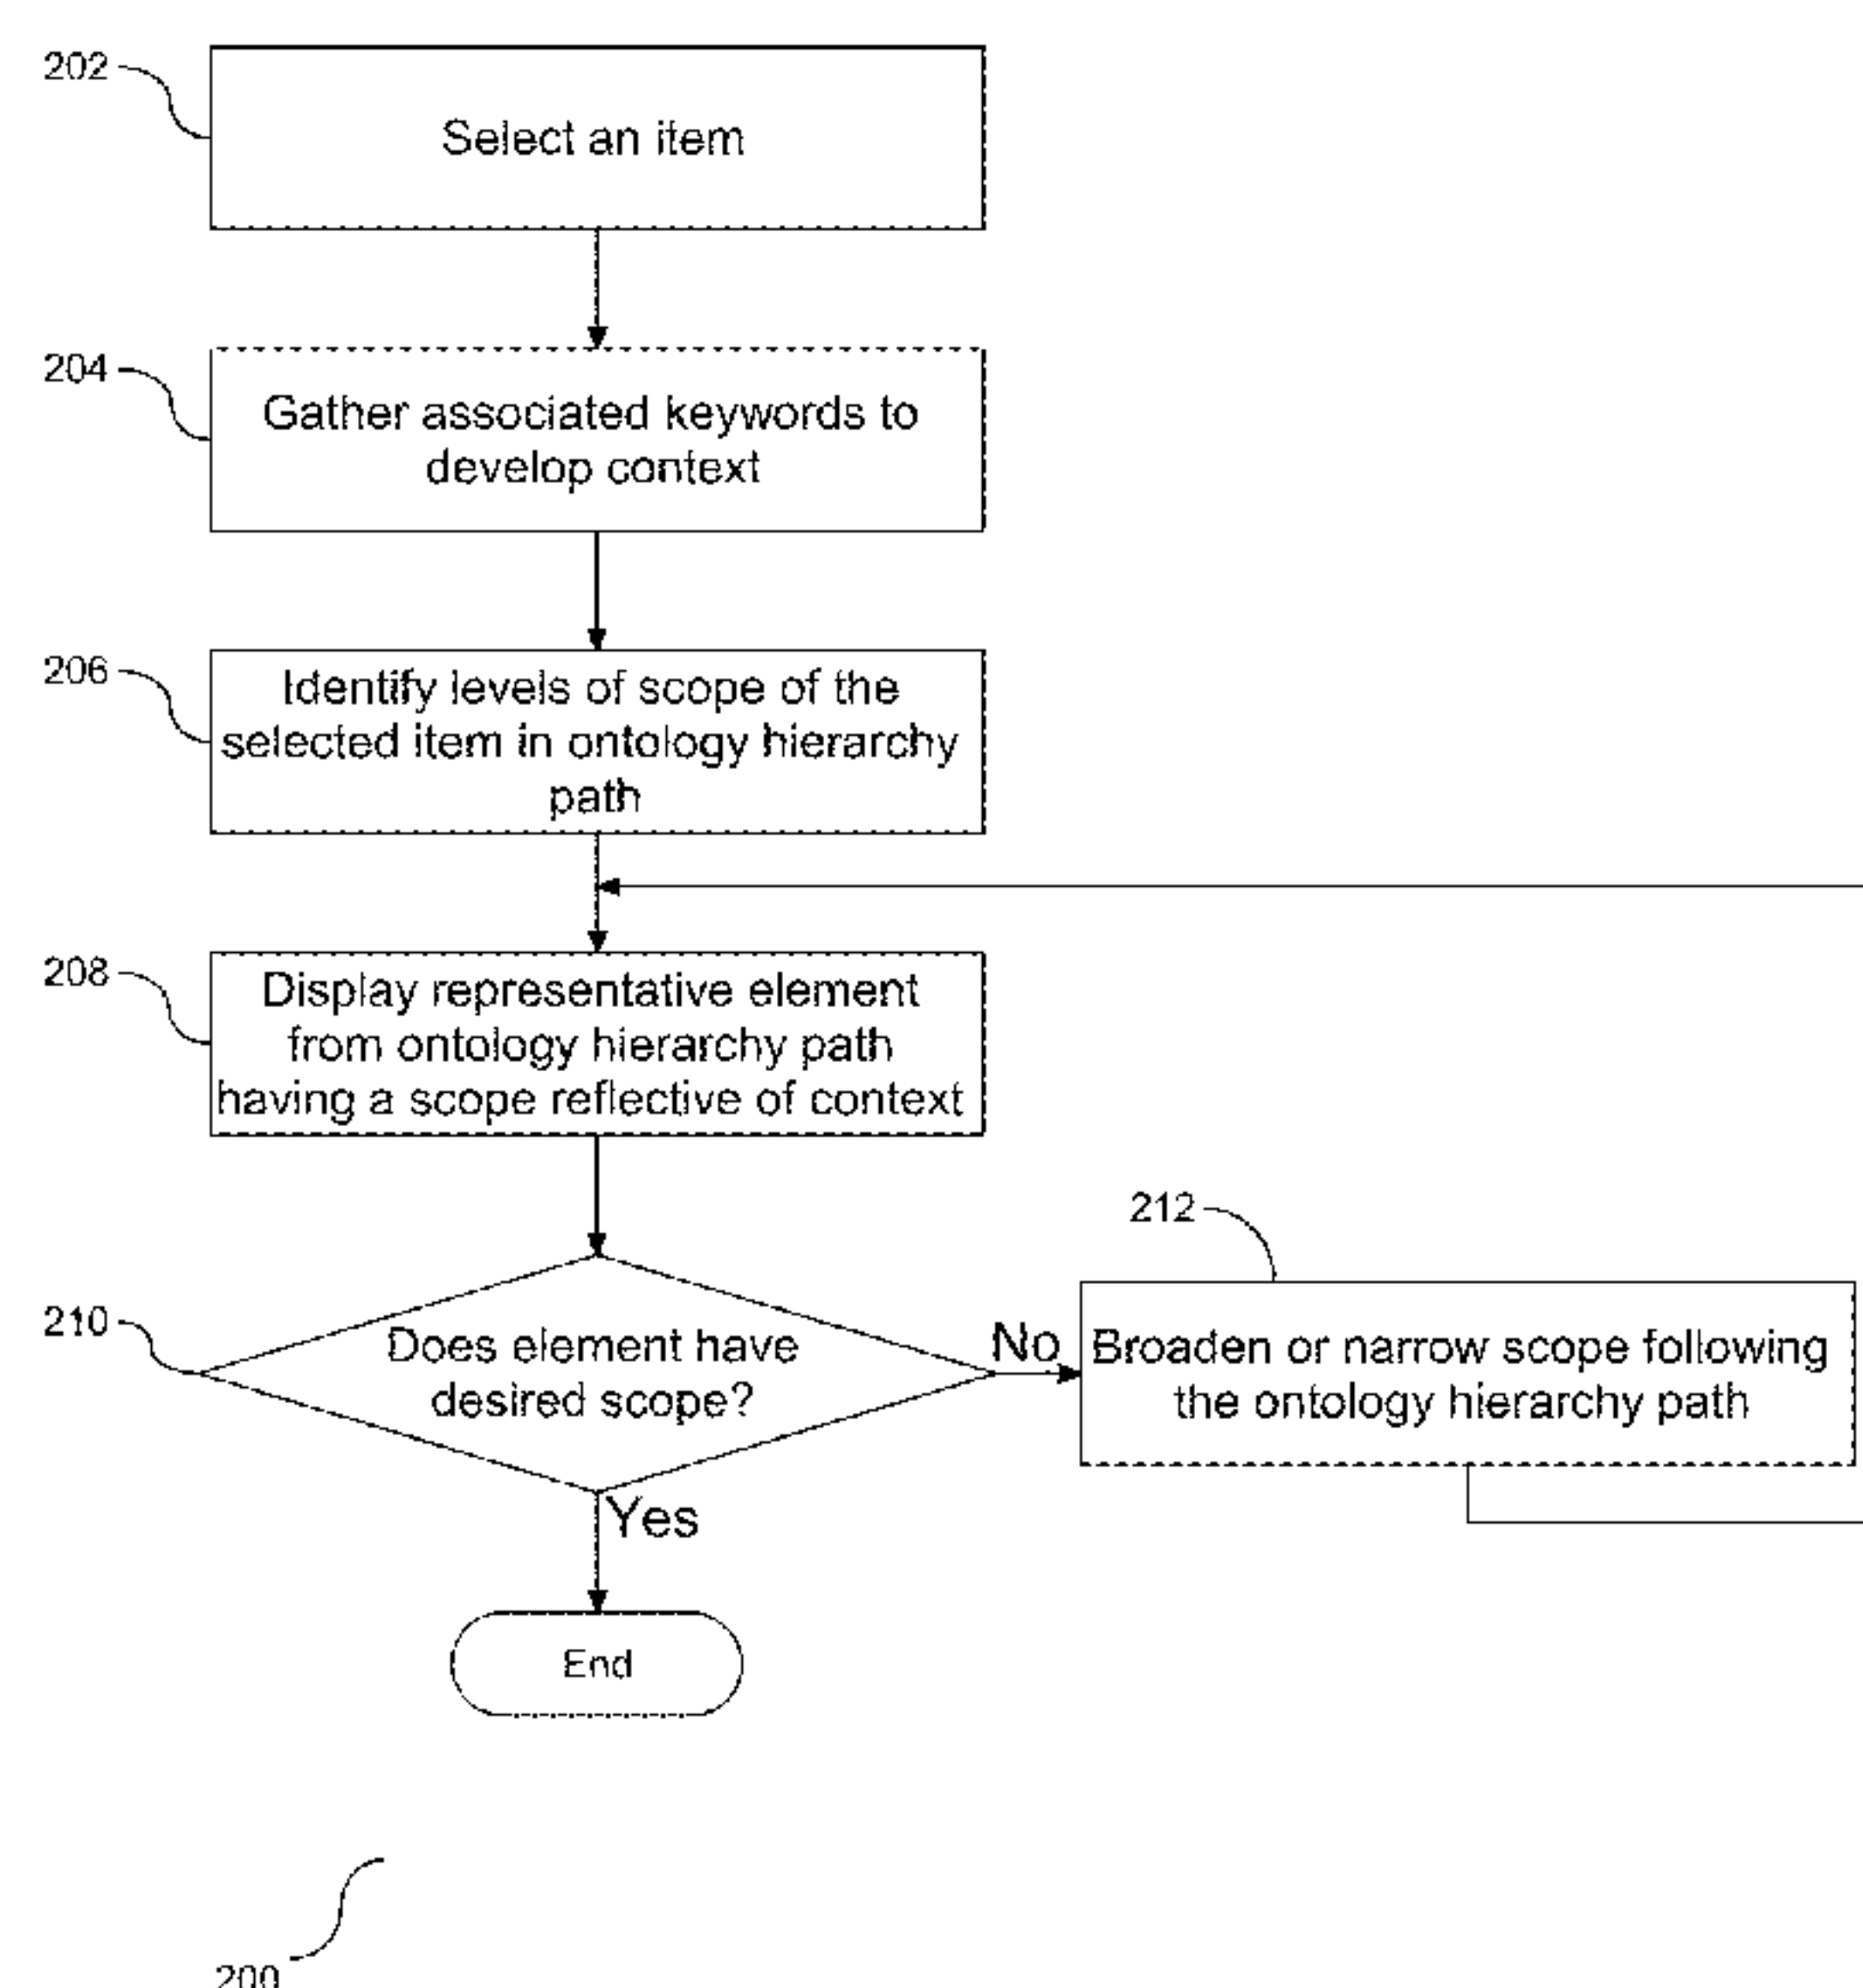 202
Select an item
204
Gather associated keywords to
develop context
206
Identify levels of scope of the
selected item in ontology hierarchy
path
208
Display representative element
from ontology hierarchy path
having a scope reflective of context
212
210
Does element have
desired scope?
No
Broaden or narrow scope following
the ontology hierarchy path
Yes
End
200